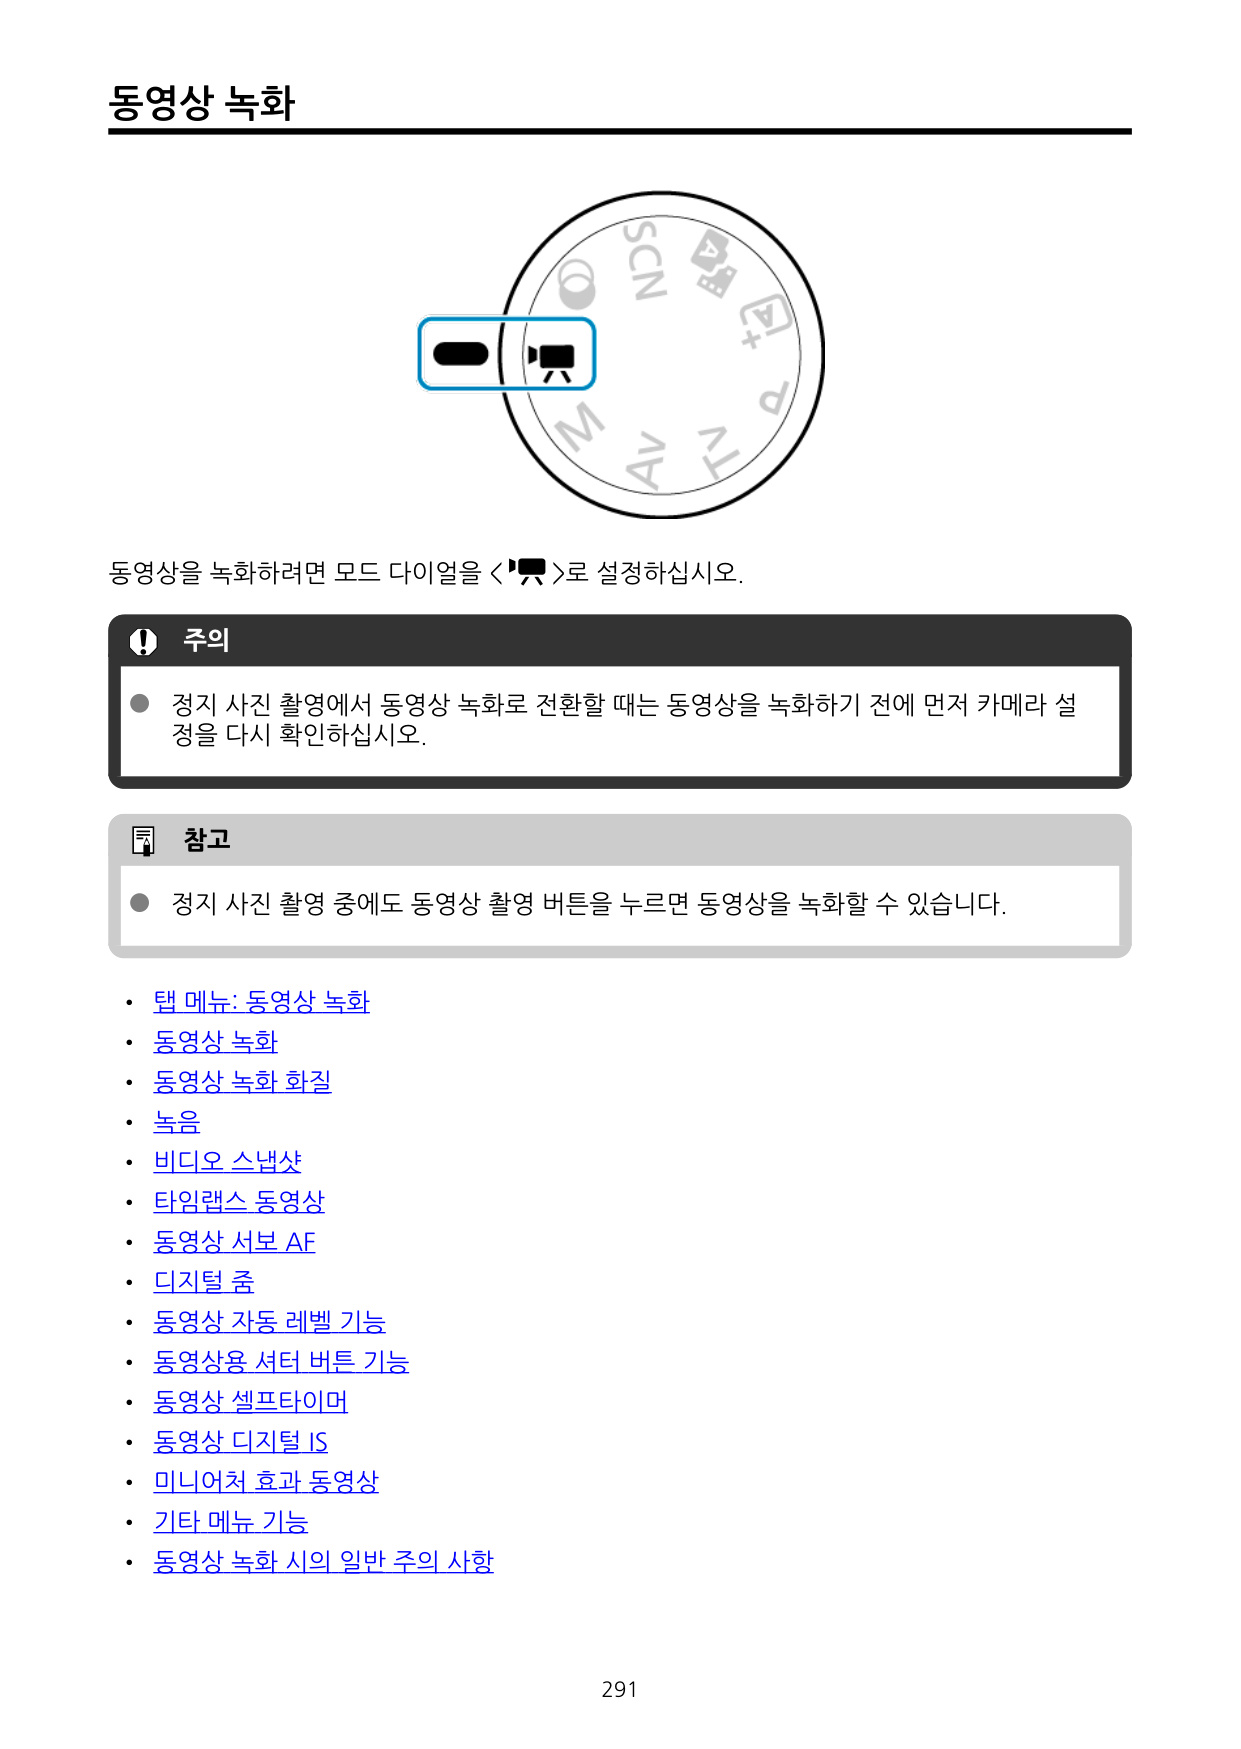 동영상 녹화
SCN
A
A+
P
Tv
Av
M
동영상을 녹화하려면 모드 다이얼을 < >로 설정하십시오.
주의
● 정지 사진 촬영에서 동영상 녹화로 전환할 때는 동영상을 녹화하기 전에 먼저 카메라 설
정을 다시 확인하십시오.
참고
● 정지 사진 촬영 중에도 동영상 촬영 버튼을 누르면 동영상을 녹화할 수 있습니다.
• 탭 메뉴: 동영상 녹화
• 동영상 녹화
• 동영상 녹화 화질
• 녹음
• 비디오 스냅샷
• 타임랩스 동영상
• 동영상 서보 AF
• 디지털 줌
• 동영상 자동 레벨 기능
• 동영상용 셔터 버튼 기능
• 동영상 셀프타이머
• 동영상 디지털 IS
• 미니어처 효과 동영상
• 기타 메뉴 기능
• 동영상 녹화 시의 일반 주의 사항
291